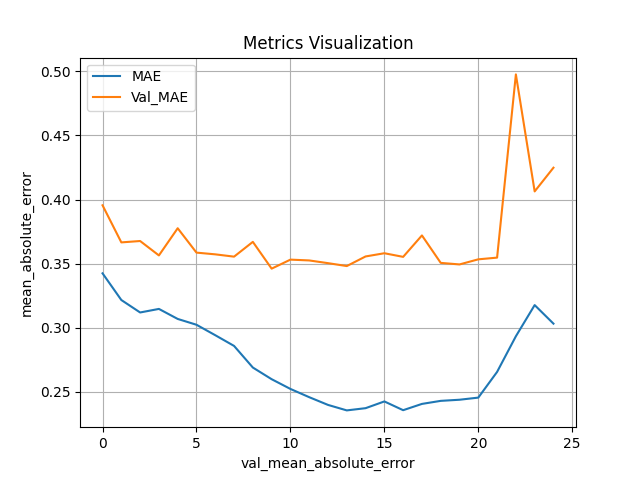 Metrics Visualization
MAE
Val_MAE
0.50
0.45
0.40
0.35
0.30
0.25
mean_absolute_error
0 5 10 15 20 25
val_mean_absolute_error